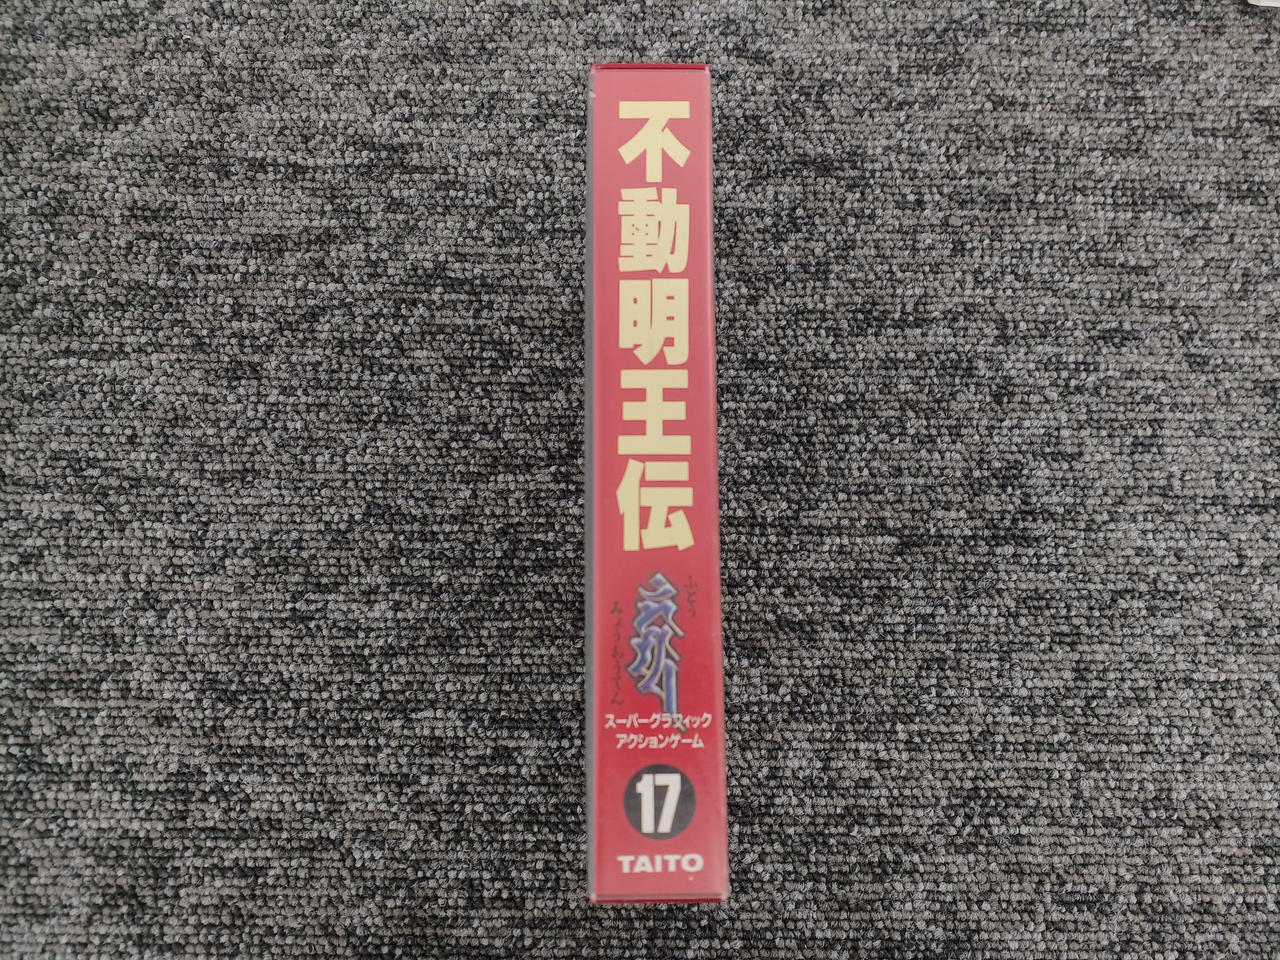 不動明王伝
ふどう
みょうおうでん
スーパーグラフィック
アクションゲーム
17
TAITO